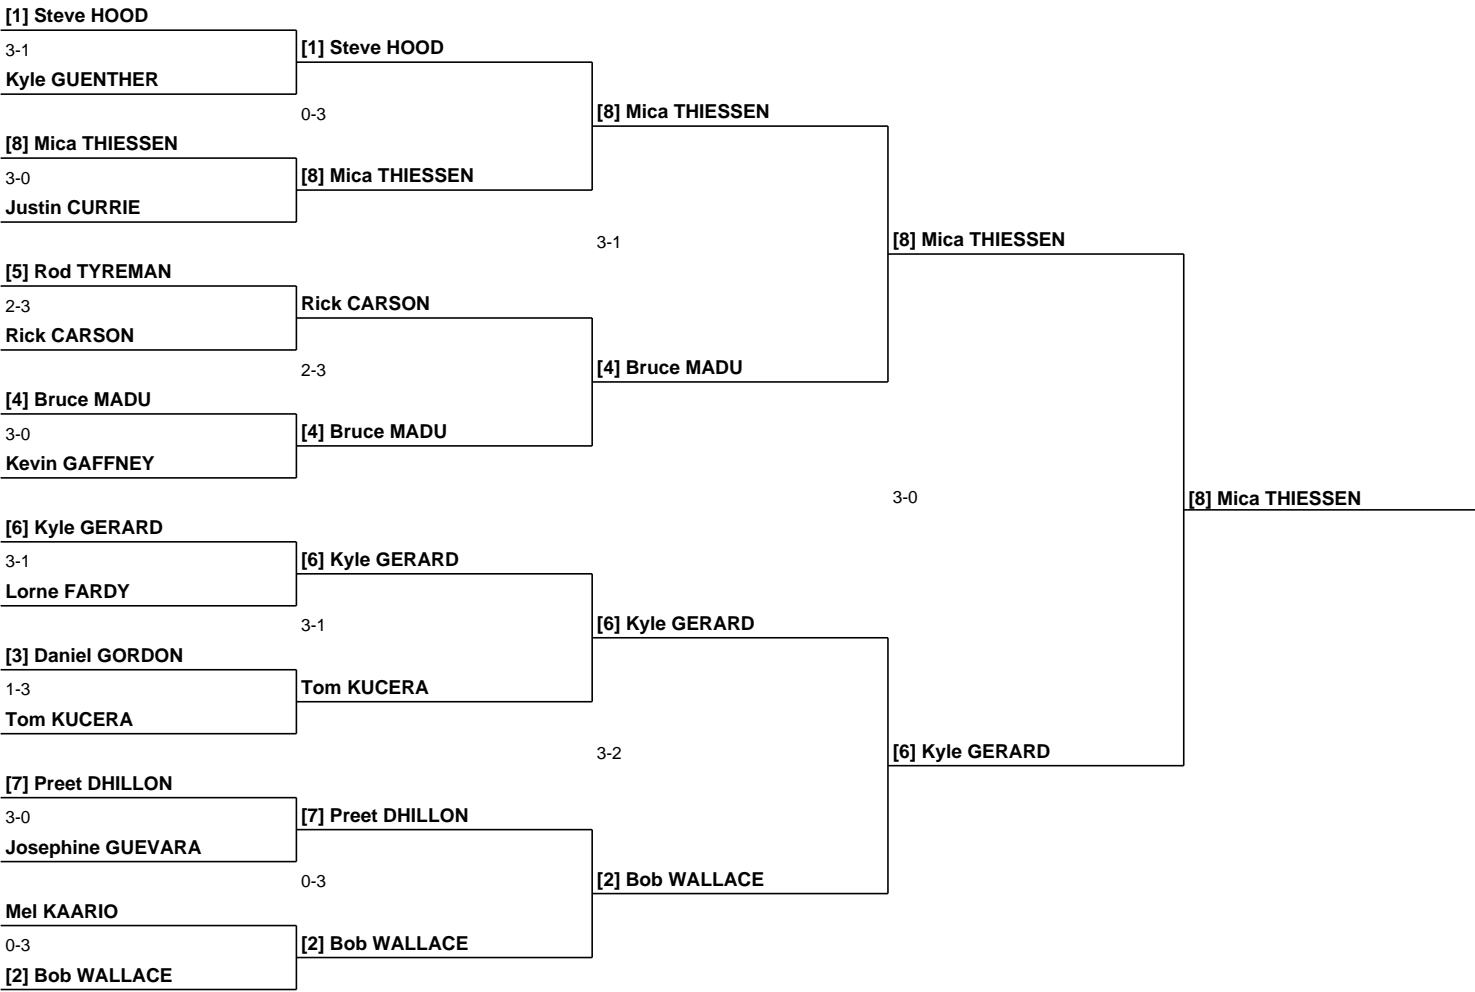 [1] Steve HOOD
3-1
Kyle GUENTHER
[8] Mica THIESSEN
3-0
Justin CURRIE
[5] Rod TYREMAN
2-3
Rick CARSON
[4] Bruce MADU
3-0
Kevin GAFFNEY
[6] Kyle GERARD
3-1
Lorne FARDY
[3] Daniel GORDON
1-3
Tom KUCERA
[7] Preet DHILLON
3-0
Josephine GUEVARA
Mel KAARIO
0-3
[2] Bob WALLACE
[1] Steve HOOD
0-3
[8] Mica THIESSEN
Rick CARSON
2-3
[4] Bruce MADU
[6] Kyle GERARD
3-1
Tom KUCERA
[7] Preet DHILLON
0-3
[2] Bob WALLACE
[8] Mica THIESSEN
3-1
[4] Bruce MADU
[6] Kyle GERARD
3-2
[2] Bob WALLACE
[8] Mica THIESSEN
3-0
[6] Kyle GERARD
[8] Mica THIESSEN